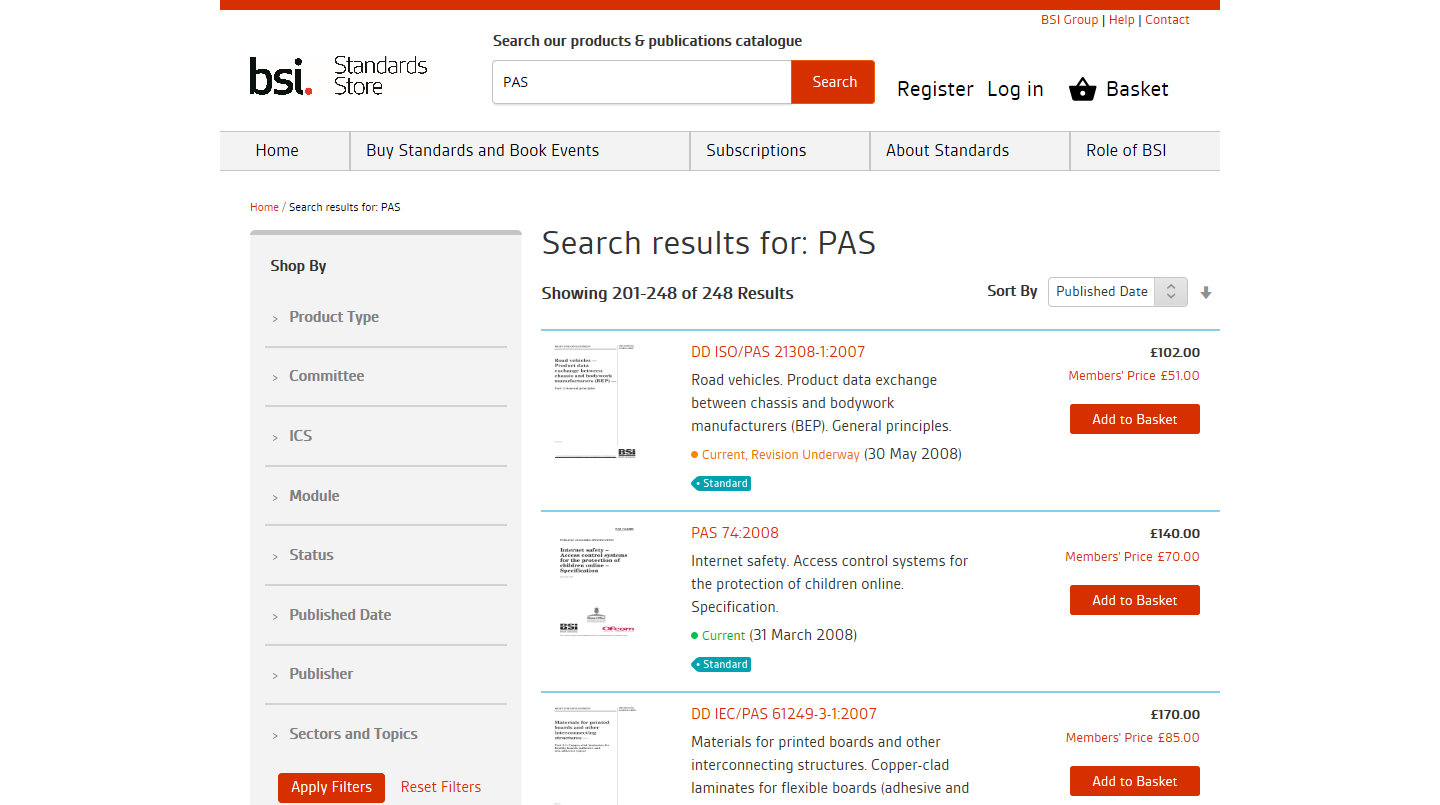 BSI Group | Help | Contact
Search our products & publications catalogue
bsi. Standards
Store
PAS
Search
Register Log in Basket
Home
Buy Standards and Book Events
Subscriptions
About Standards
Role of BSI
Home / Search results for: PAS
Shop By
> Product Type
> Committee
> ICS
> Module
> Status
> Published Date
> Publisher
> Sectors and Topics
Apply Filters
Reset Filters
Search results for: PAS
Showing 201-248 of 248 Results
Sort By Published Date
Road vehicles —
Product data
exchange between
chassis and bodywork
manufacturers (BEP) —
BSI
DD ISO/PAS 21308-1:2007
Road vehicles. Product data exchange
between chassis and bodywork
manufacturers (BEP). General principles.
Current, Revision Underway (30 May 2008)
Standard
£102.00
Members' Price £51.00
Add to Basket
Internet safety –
Access control systems
for the protection of
children online –
Specification
BSI
Ofcom
PAS 74:2008
Internet safety. Access control systems for
the protection of children online.
Specification.
Current (31 March 2008)
Standard
£140.00
Members' Price £70.00
Add to Basket
Materials for printed
boards and other
interconnecting
structures —
DD IEC/PAS 61249-3-1:2007
Materials for printed boards and other
interconnecting structures. Copper-clad
laminates for flexible boards (adhesive and
£170.00
Members' Price £85.00
Add to Basket